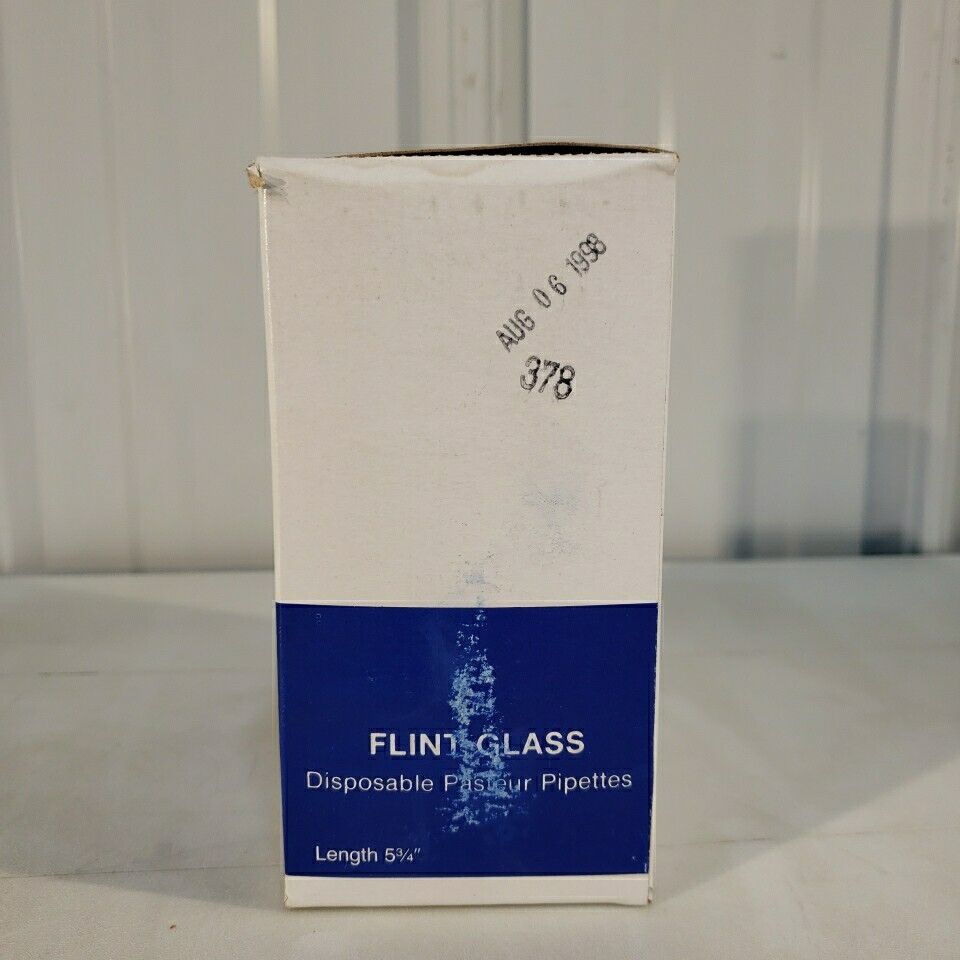 AUG 06 1998
378
FLINT GLASS
Disposable Pasteur Pipettes
Length 5¾"